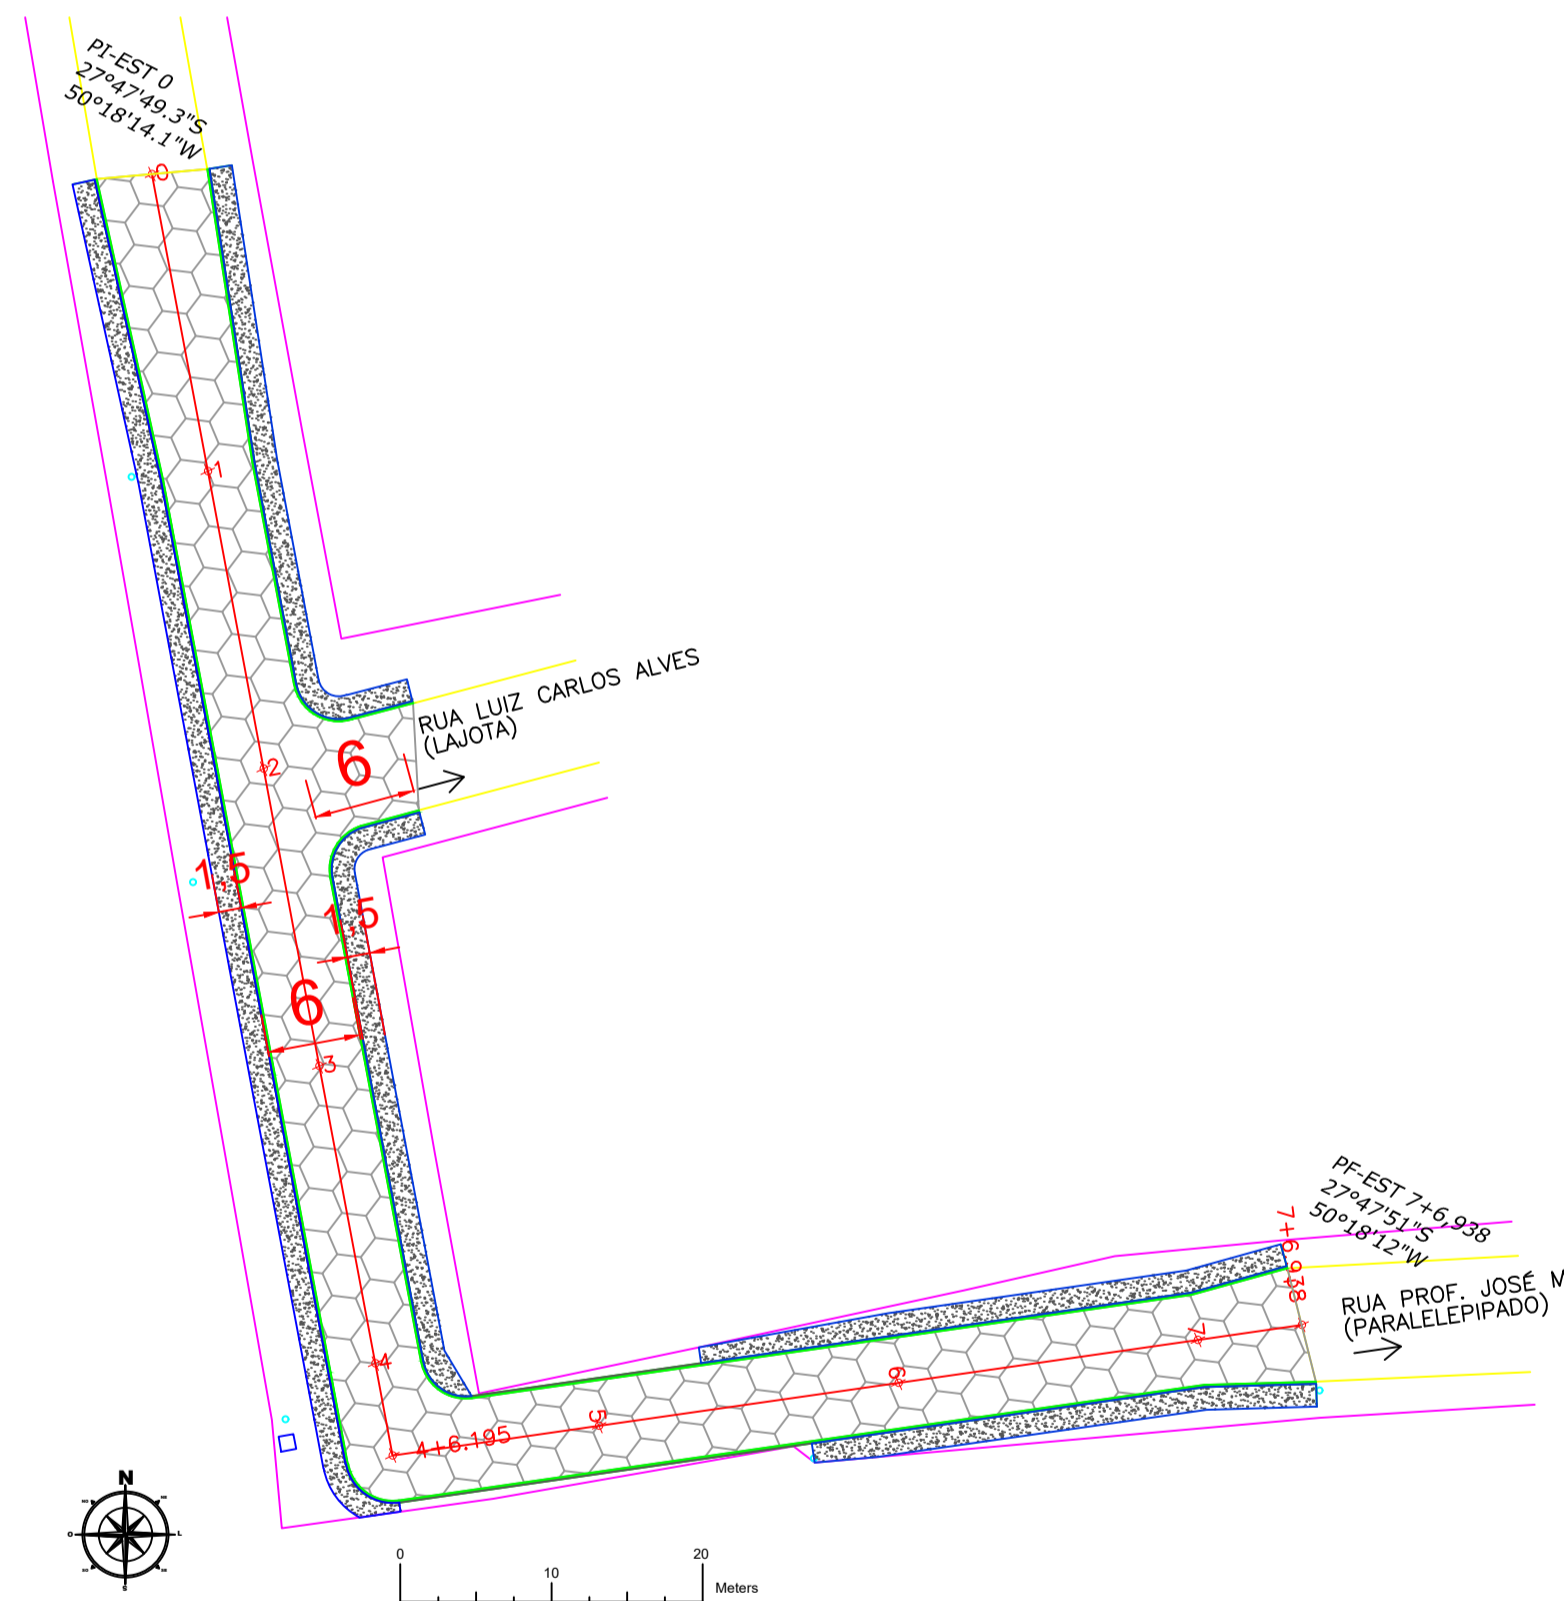 PI-EST 0
27°47'49.3"S
50°18'14.1"W
0
1
RUA LUIZ CARLOS ALVES
(LAJOTA)
2
6
1,5
1,5
6
3
PF-EST 7+6,938
27°47'51"S
50°18'12"W
7+6.938
RUA PROF. JOSÉ M
(PARALELEPIPADO)
7
4
6
5
4+6.195
N
O
L
S
0
10
20
Meters